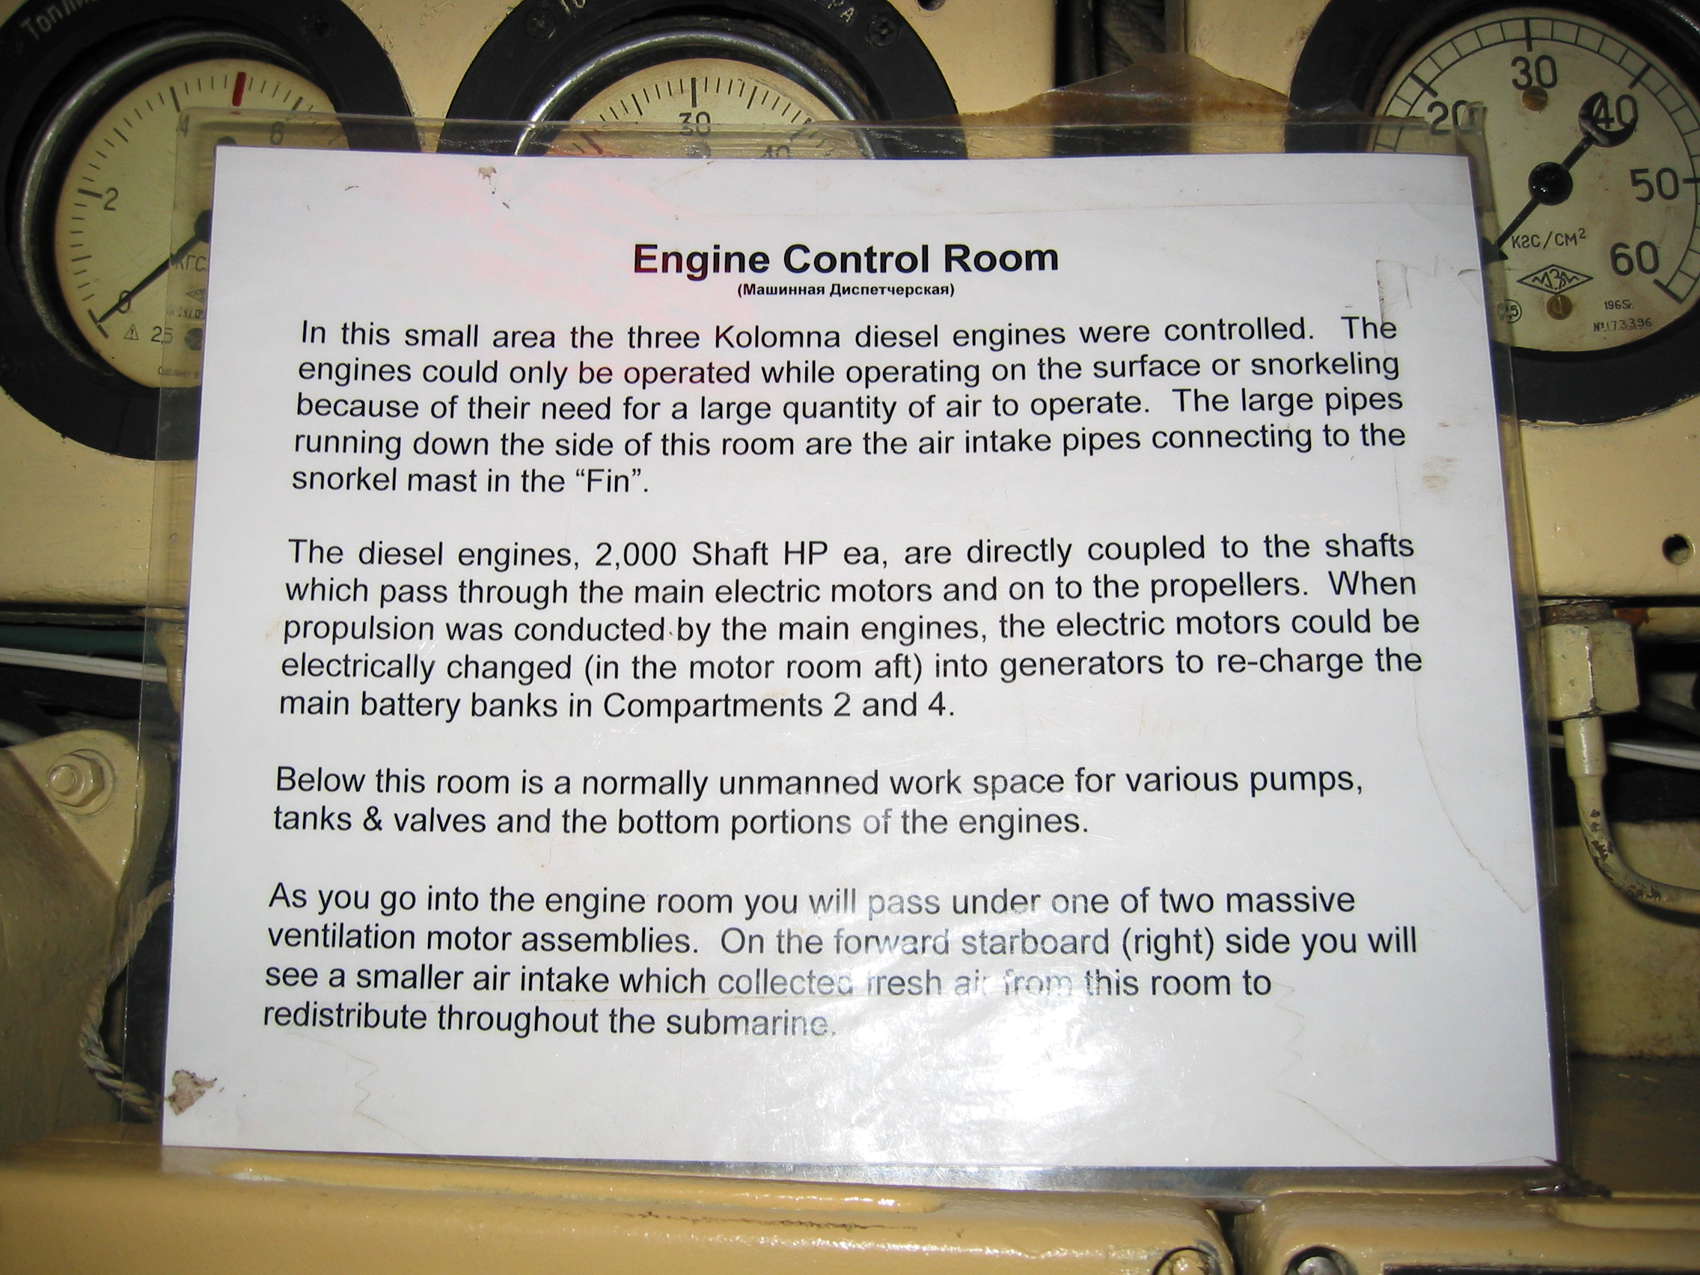 Топли
30
4
6
30
20
40
2
40
50
КГС/СМ²
60
0
КГС
МЗМ
1965г.
№173396
2,5
Engine Control Room
(Машинная Диспетчерская)
In this small area the three Kolomna diesel engines were controlled. The
engines could only be operated while operating on the surface or snorkeling
because of their need for a large quantity of air to operate. The large pipes
running down the side of this room are the air intake pipes connecting to the
snorkel mast in the “Fin”.
The diesel engines, 2,000 Shaft HP ea, are directly coupled to the shafts
which pass through the main electric motors and on to the propellers. When
propulsion was conducted by the main engines, the electric motors could be
electrically changed (in the motor room aft) into generators to re-charge the
main battery banks in Compartments 2 and 4.
Below this room is a normally unmanned work space for various pumps,
tanks & valves and the bottom portions of the engines.
As you go into the engine room you will pass under one of two massive
ventilation motor assemblies. On the forward starboard (right) side you will
see a smaller air intake which collected fresh air from this room to
redistribute throughout the submarine.